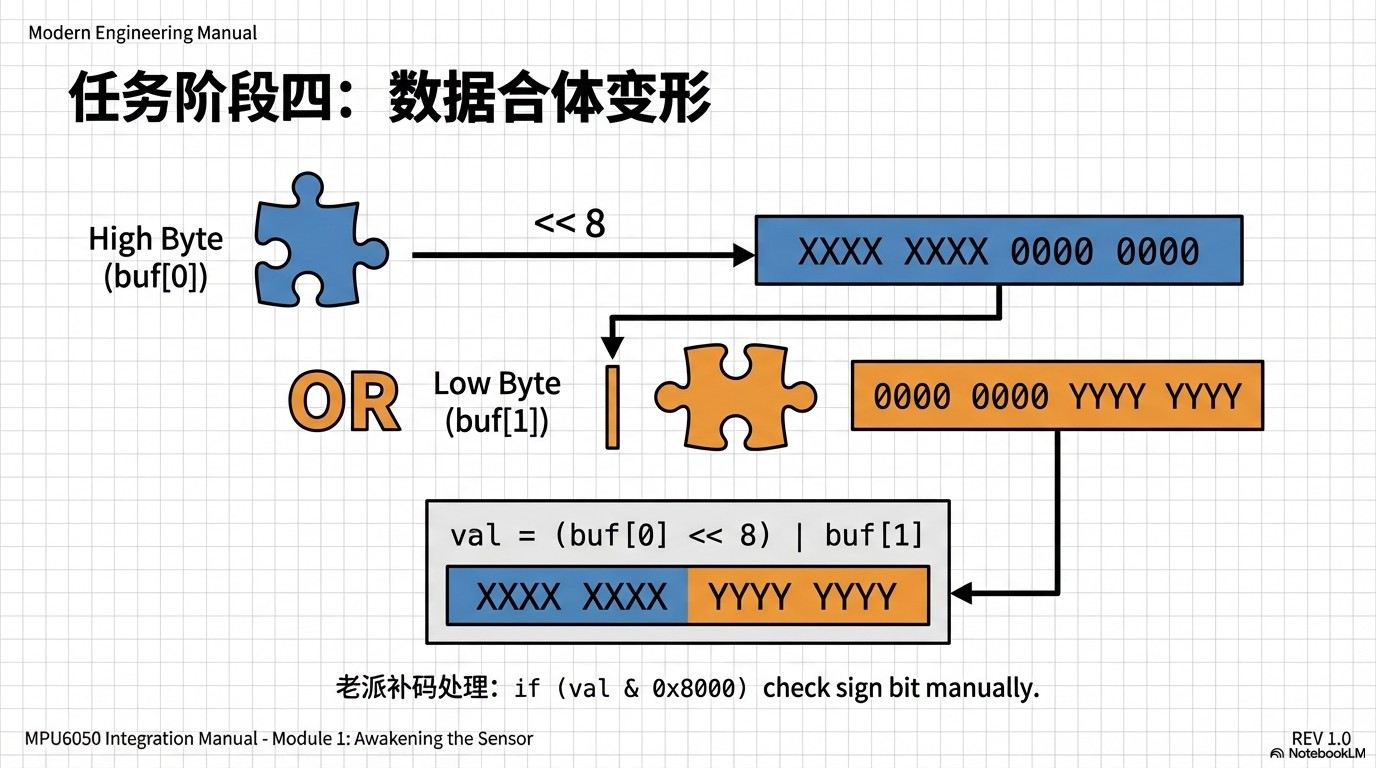 Modern Engineering Manual
任务阶段四：数据合体变形
High Byte
(buf[0])
<< 8
XXXX XXXX 0000 0000
OR
Low Byte
(buf[1])
|
0000 0000 YYYY YYYY
val = (buf[0] << 8) | buf[1]
XXXX XXXX YYYY YYYY
老派补码处理：if (val & 0x8000) check sign bit manually.
MPU6050 Integration Manual - Module 1: Awakening the Sensor
REV 1.0
NotebookLM